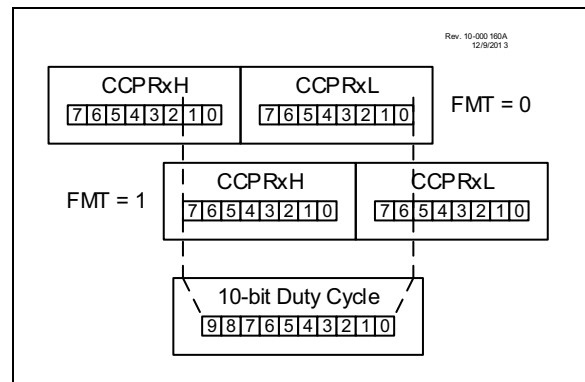 Rev. 10-000 160A
12/9/201 3
CCPRxH CCPRxL
7 6 5 4 3 2 1 0 7 6 5 4 3 2 1 0 FMT = 0
CCPRxH CCPRxL
FMT = 1 7 6 5 4 3 2 1 0 7 6 5 4 3 2 1 0
10-bit Duty Cycle
9 8 7 6 5 4 3 2 1 0